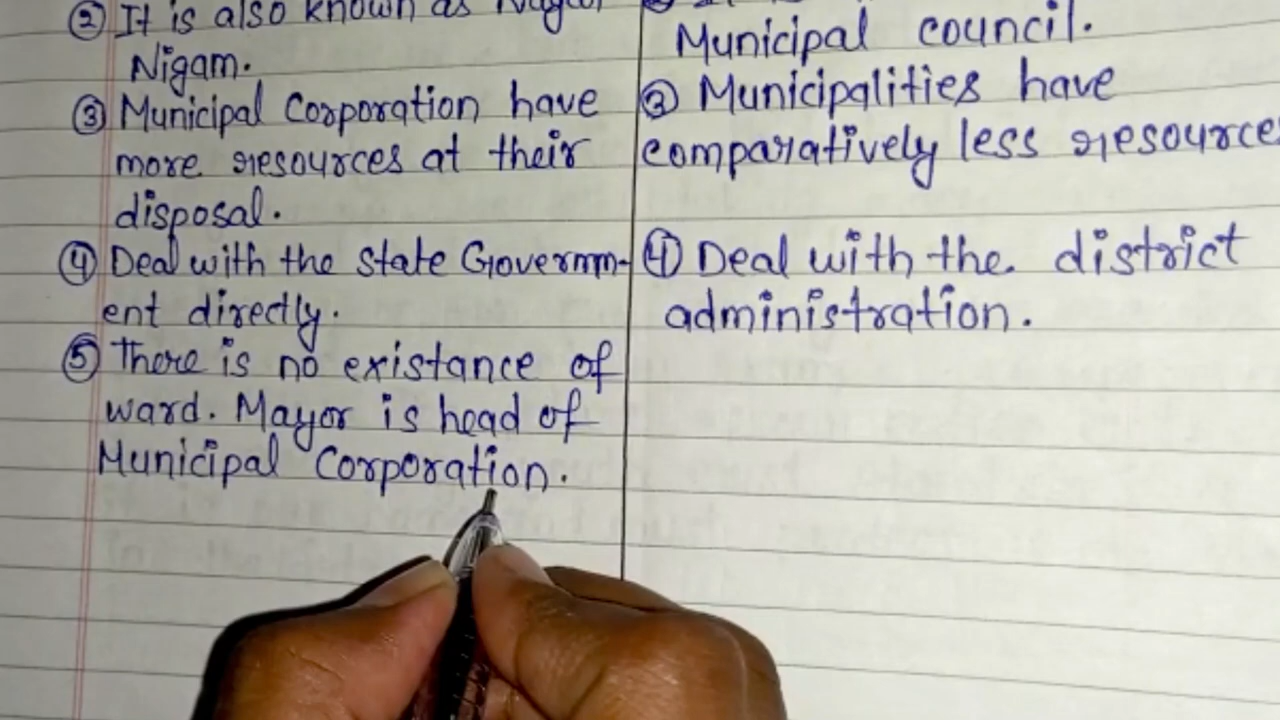 ② It is also known as Nagar
Nigam.
③ Municipal Corporation have
more resources at their
disposal.
④ Deal with the State Governm-
ent directly.
⑤ There is no existance of
ward. Mayor is head of
Municipal Corporation.
Municipal council.
③ Municipalities have
comparatively less resource
④ Deal with the district
administration.